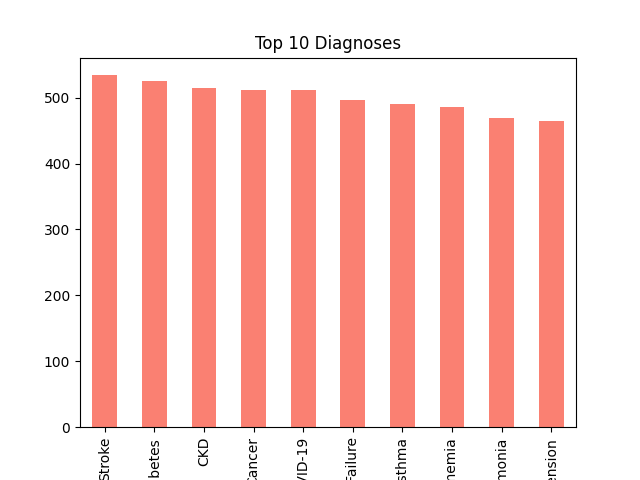 Top 10 Diagnoses
500
400
300
200
100
0
Stroke
betes
CKD
Cancer
VID-19
Failure
sthma
nemia
monia
ension